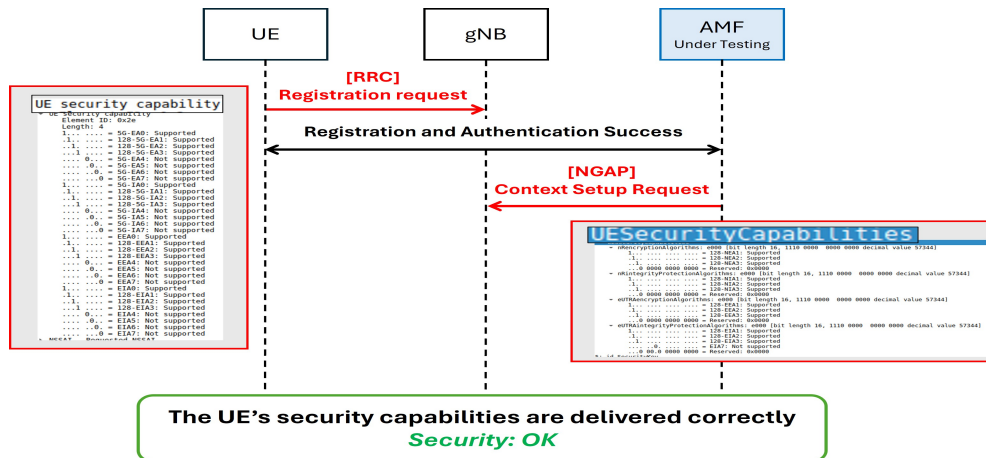 UE
gNB
AMF
Under Testing
[RRC]
Registration request
Registration and Authentication Success
[NGAP]
Context Setup Request
UE security capability
Element ID: 0x2e
Length: 4
1... .... = 5G-EA0: Supported
.1.. .... = 128-5G-EA1: Supported
..1. .... = 128-5G-EA2: Supported
...1 .... = 128-5G-EA3: Supported
.... 0... = 5G-EA4: Not supported
.... .0.. = 5G-EA5: Not supported
.... ..0. = 5G-EA6: Not supported
.... ...0 = 5G-EA7: Not supported
1... .... = 5G-IA0: Supported
.1.. .... = 128-5G-IA1: Supported
..1. .... = 128-5G-IA2: Supported
...1 .... = 128-5G-IA3: Supported
.... 0... = 5G-IA4: Not supported
.... .0.. = 5G-IA5: Not supported
.... ..0. = 5G-IA6: Not supported
.... ...0 = 5G-IA7: Not supported
1... .... = EEA0: Supported
.1.. .... = 128-EEA1: Supported
..1. .... = 128-EEA2: Supported
...1 .... = 128-EEA3: Supported
.... 0... = EEA4: Not supported
.... .0.. = EEA5: Not supported
.... ..0. = EEA6: Not supported
.... ...0 = EEA7: Not supported
1... .... = EIA0: Supported
.1.. .... = 128-EIA1: Supported
..1. .... = 128-EIA2: Supported
...1 .... = 128-EIA3: Supported
.... 0... = EIA4: Not supported
.... .0.. = EIA5: Not supported
.... ..0. = EIA6: Not supported
.... ...0 = EIA7: Not supported
UESecurityCapabilities
nRencryptionAlgorithms: e000 [bit length 16, 1110 0000 0000 0000 decimal value 57344]
1... .... .... .... = 128-NEA1: Supported
.1.. .... .... .... = 128-NEA2: Supported
..1. .... .... .... = 128-NEA3: Supported
...0 0000 0000 0000 = Reserved: 0x0000
nRintegrityProtectionAlgorithms: e000 [bit length 16, 1110 0000 0000 0000 decimal value 57344]
1... .... .... .... = 128-NIA1: Supported
.1.. .... .... .... = 128-NIA2: Supported
..1. .... .... .... = 128-NIA3: Supported
...0 0000 0000 0000 = Reserved: 0x0000
eUTRAencryptionAlgorithms: e000 [bit length 16, 1110 0000 0000 0000 decimal value 57344]
1... .... .... .... = 128-EEA1: Supported
.1.. .... .... .... = 128-EEA2: Supported
..1. .... .... .... = 128-EEA3: Supported
...0 0000 0000 0000 = Reserved: 0x0000
eUTRAintegrityProtectionAlgorithms: e000 [bit length 16, 1110 0000 0000 0000 decimal value 57344]
1... .... .... .... = 128-EIA1: Supported
.1.. .... .... .... = 128-EIA2: Supported
..1. .... .... .... = 128-EIA3: Supported
.... ..0. .... .... = EIA7: Not supported
...0 00.0 0000 0000 = Reserved: 0x0000
The UE's security capabilities are delivered correctly
Security: OK